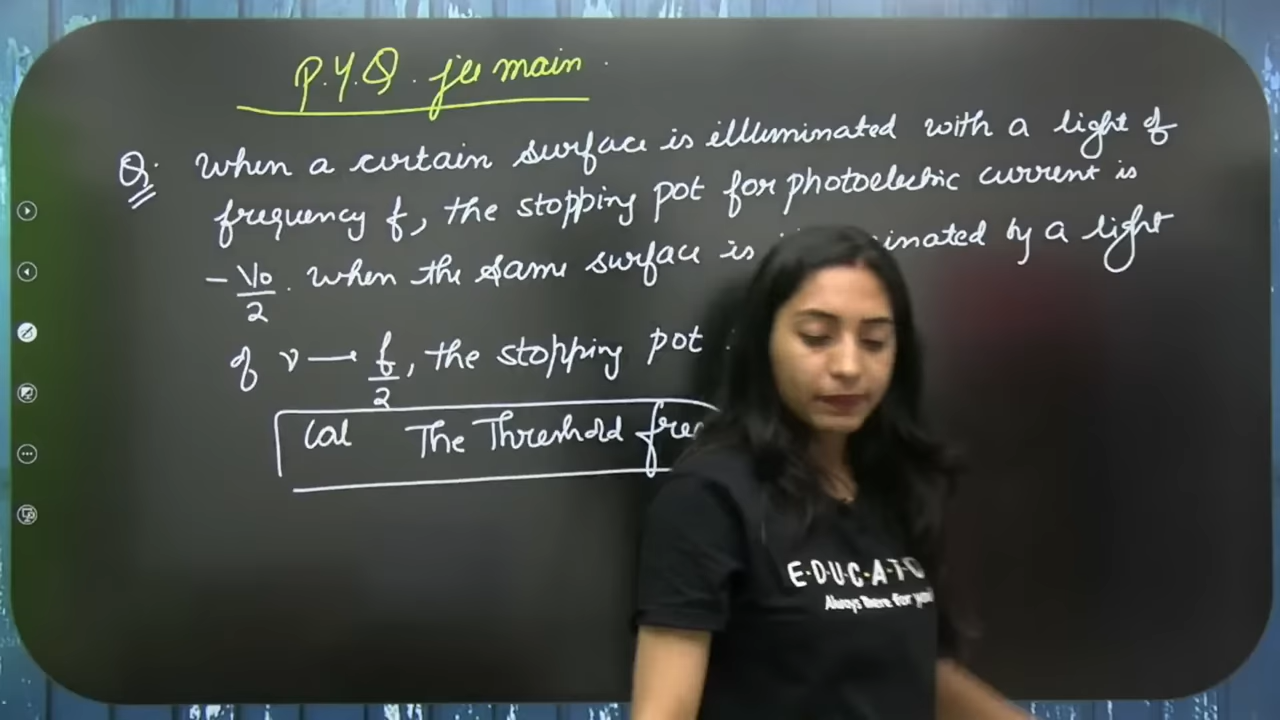 P.Y.Q. jee main
Q. When a certain surface is illuminated with a light of
frequency f, the stopping pot for photoelectric current is
- V0/2. When the same surface is inated by a light
of ν → f/2, the stopping pot
Cal The Threshold freq
E·D·U·C·A·T·O
Always There for you